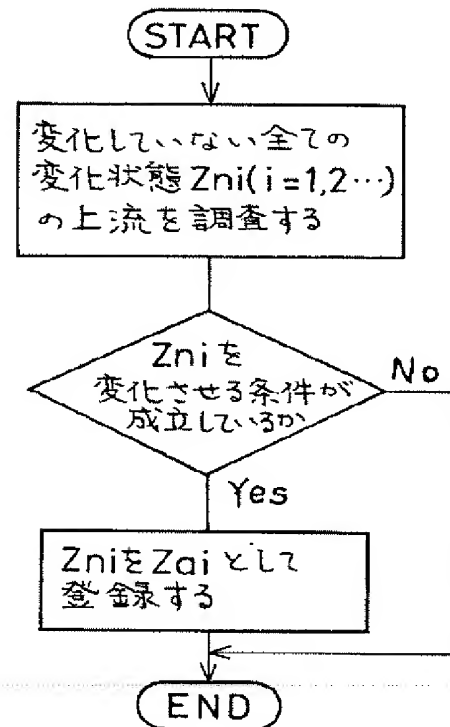 START
変化していない全ての
変化状態Zni(i=1,2…)
の上流を調査する
Zniを
変化させる条件が
成立しているか
No
Yes
ZniをZaiとして
登録する
END